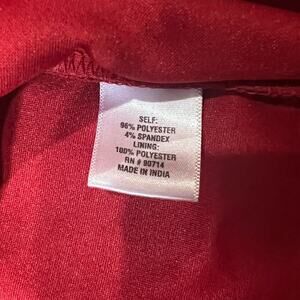 SELF:
96% POLYESTER
4% SPANDEX
LINING:
100% POLYESTER
RN # 90714
MADE IN INDIA